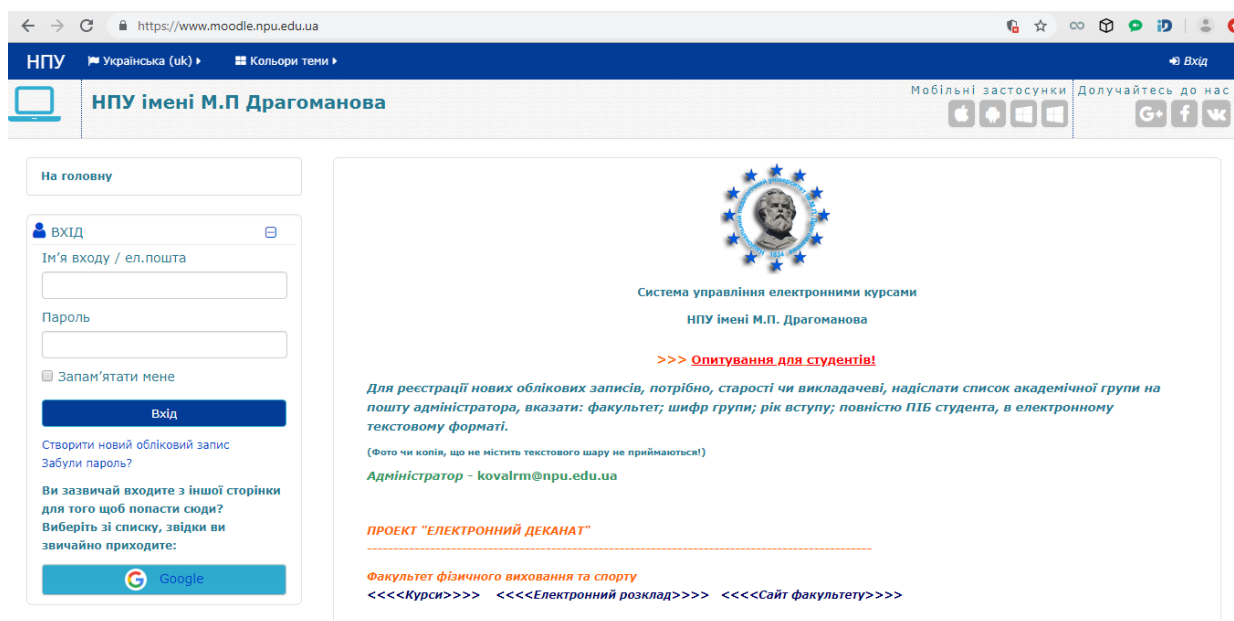 https://www.moodle.npu.edu.ua
НПУ Українська (uk) Кольори теми Вхід
НПУ імені М.П Драгоманова
Мобільні застосунки Долучайтесь до нас
На головну
ВХІД
Ім'я входу / ел.пошта
Пароль
Запам'ятати мене
Вхід
Створити новий обліковий запис
Забули пароль?
Ви зазвичай входите з іншої сторінки
для того щоб попасти сюди?
Виберіть зі списку, звідки ви
звичайно приходите:
Google
1834
Система управління електронними курсами
НПУ імені М.П. Драгоманова
>>> Опитування для студентів!
Для реєстрації нових облікових записів, потрібно, старості чи викладачеві, надіслати список академічної групи на
пошту адміністратора, вказати: факультет; шифр групи; рік вступу; повністю ПІБ студента, в електронному
текстовому форматі.
(Фото чи копія, що не містить текстового шару не приймаються!)
Адміністратор - kovalrm@npu.edu.ua
ПРОЕКТ "ЕЛЕКТРОННИЙ ДЕКАНАТ"
Факультет фізичного виховання та спорту
<<<<Курси>>>> <<<<Електронний розклад>>>> <<<<Сайт факультету>>>>